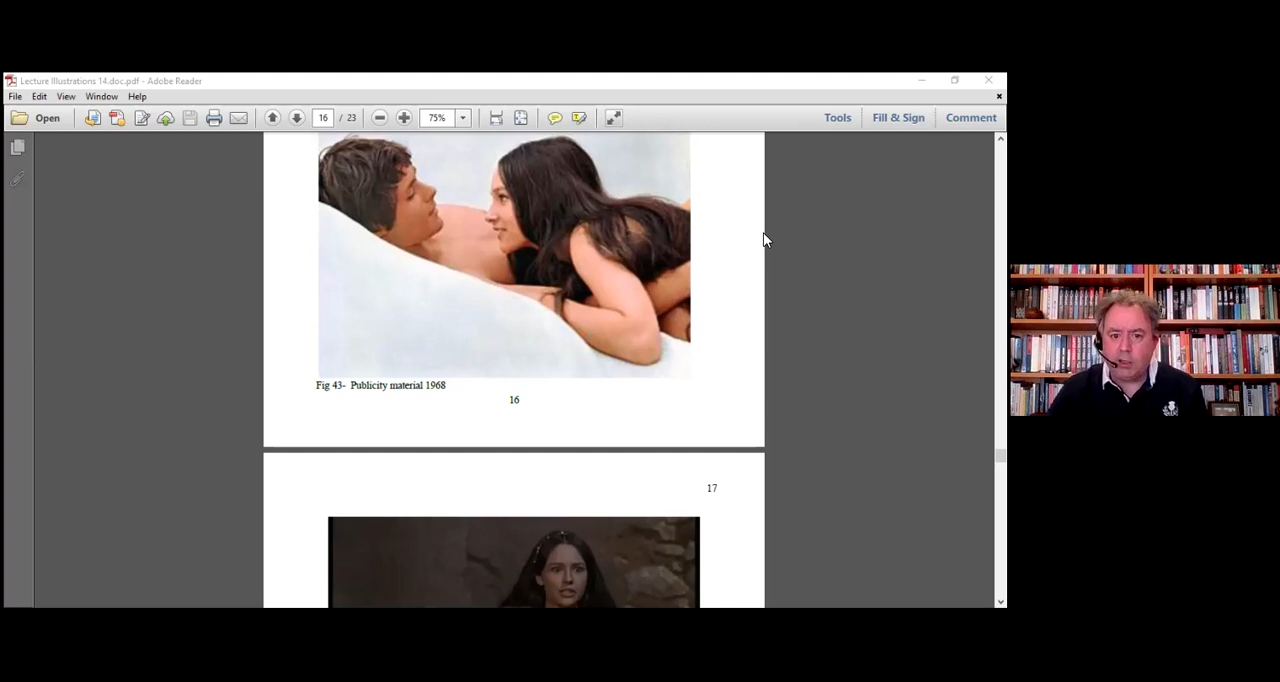 Lecture Illustrations 14.doc.pdf - Adobe Reader
File Edit View Window Help
Open 16 / 23 75% Tools Fill & Sign Comment
Fig 43- Publicity material 1968
16
17